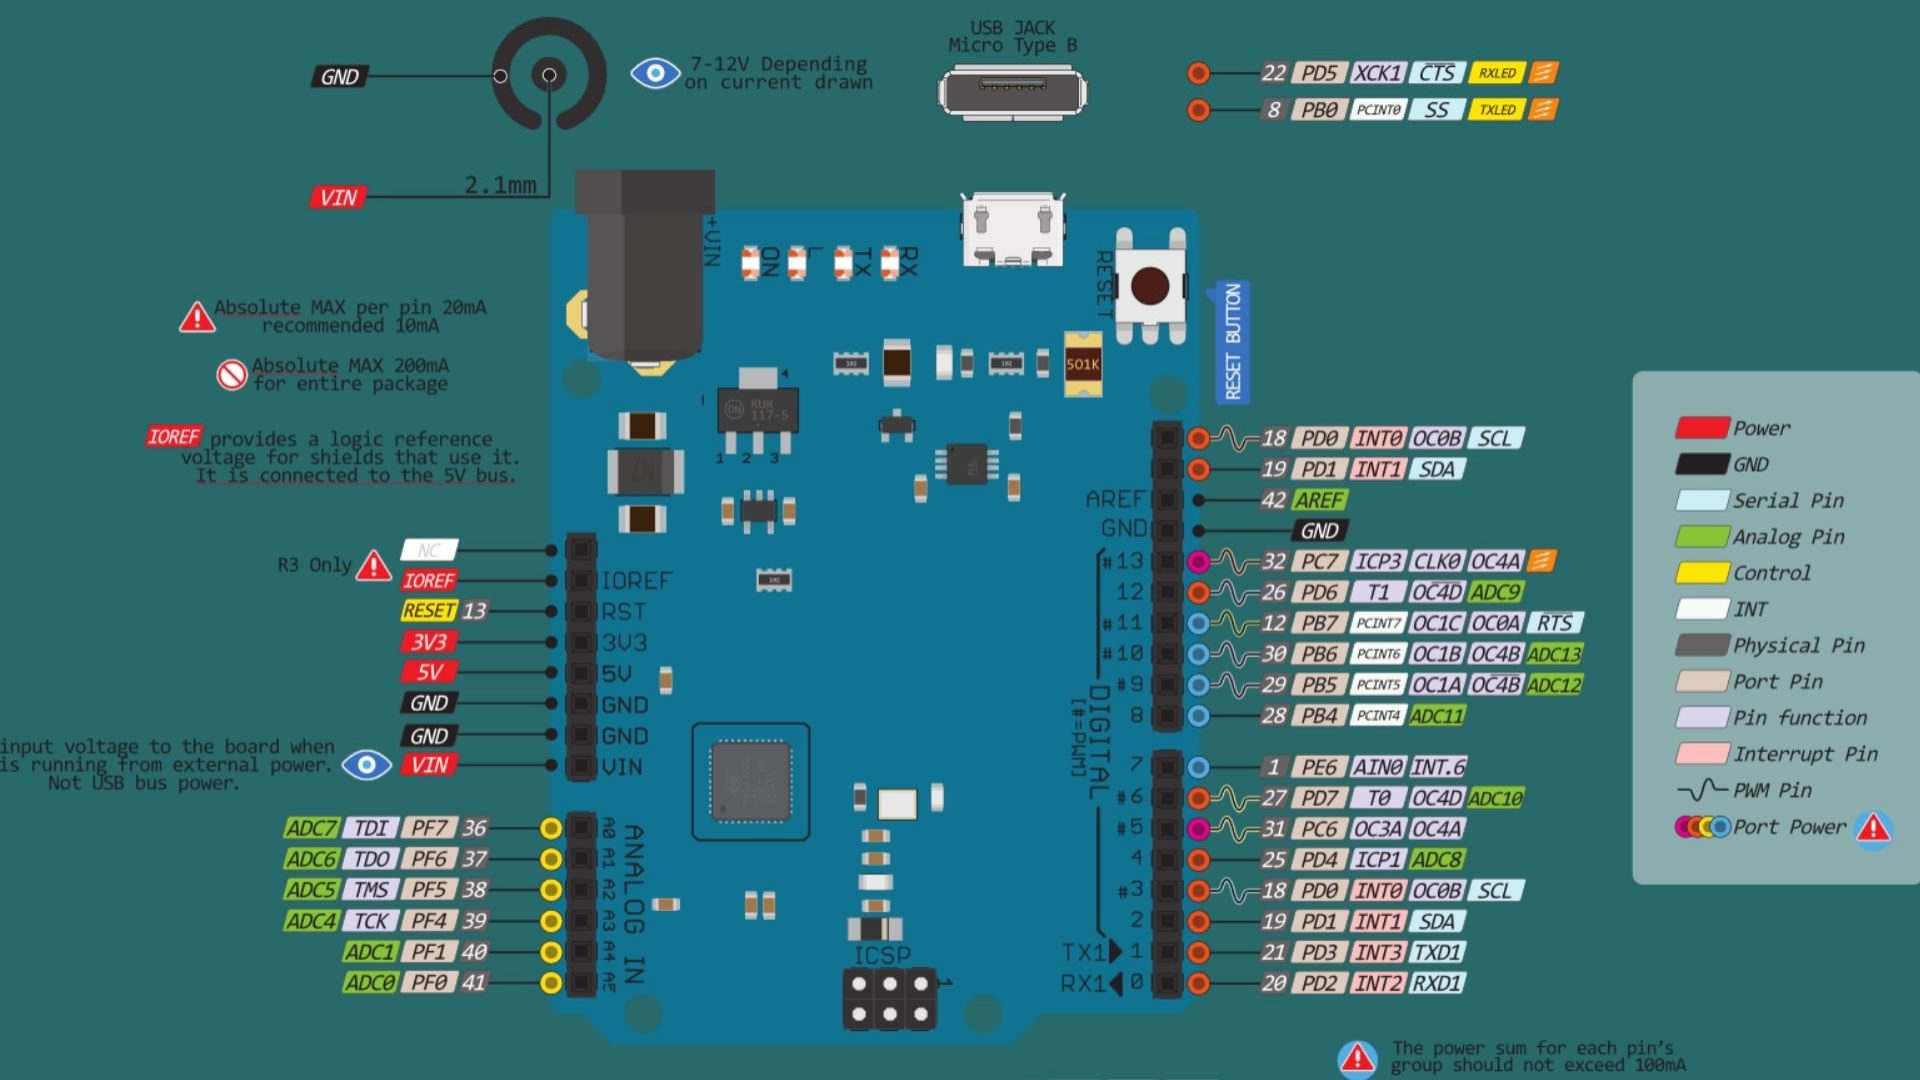 USB JACK
Micro Type B
7-12V Depending
on current drawn
GND
VIN
2.1mm
22 PD5 XCK1 CTS RXLED
8 PB0 PCINT0 SS TXLED
+VIN
ON
L
TX
RX
RESET
RESET BUTTON
Absolute MAX per pin 20mA
recommended 10mA
Absolute MAX 200mA
for entire package
IOREF provides a logic reference
voltage for shields that use it.
It is connected to the 5V bus.
102
102
501K
4
1
ON
RUR
117-5
1 2 3
102
R3 Only
NC
IOREF IOREF
RESET 13 RST
3V3 3V3
5V 5V
GND GND
GND GND
VIN VIN
input voltage to the board when
is running from external power.
Not USB bus power.
ADC7 TDI PF7 36 A0
ADC6 TDO PF6 37 A1
ADC5 TMS PF5 38 A2
ADC4 TCK PF4 39 A3
ADC1 PF1 40 A4
ADC0 PF0 41 A5
ANALOG IN
ICSP
1
18 PD0 INT0 OC0B SCL
19 PD1 INT1 SDA
AREF 42 AREF
GND GND
#13 32 PC7 ICP3 CLK0 OC4A
12 26 PD6 T1 OC4D ADC9
#11 12 PB7 PCINT7 OC1C OC0A RTS
#10 30 PB6 PCINT6 OC1B OC4B ADC13
#9 29 PB5 PCINT5 OC1A OC4B ADC12
8 28 PB4 PCINT4 ADC11
DIGITAL
[#=PWM]
7 1 PE6 AIN0 INT.6
#6 27 PD7 T0 OC4D ADC10
#5 31 PC6 OC3A OC4A
4 25 PD4 ICP1 ADC8
#3 18 PD0 INT0 OC0B SCL
2 19 PD1 INT1 SDA
TX1 1 21 PD3 INT3 TXD1
RX1 0 20 PD2 INT2 RXD1
Power
GND
Serial Pin
Analog Pin
Control
INT
Physical Pin
Port Pin
Pin function
Interrupt Pin
PWM Pin
Port Power
The power sum for each pin's
group should not exceed 100mA